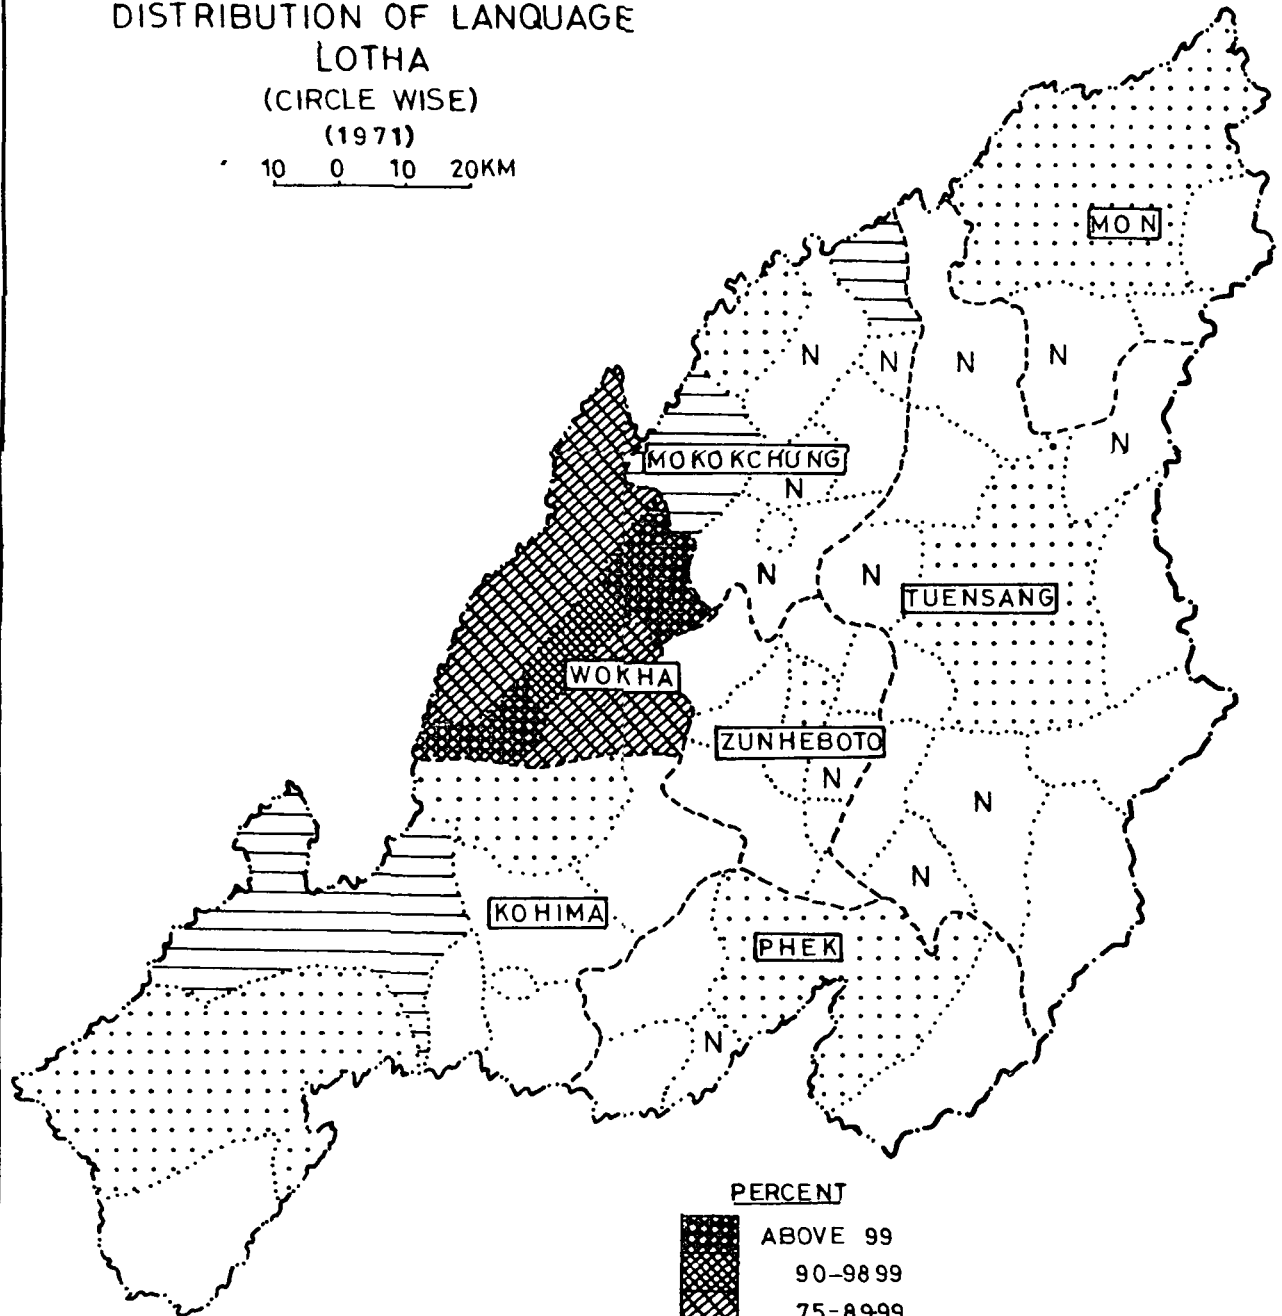 DISTRIBUTION OF LANQUAGE
LOTHA
(CIRCLE WISE)
(1971)
10 0 10 20KM
MON
N
N
N
N
N
MOKOKCHUNG
N
N
N
TUENSANG
WOKHA
ZUNHEBOTO
N
N
N
KOHIMA
PHEK
N
PERCENT
ABOVE 99
90-98 99
75-89.99